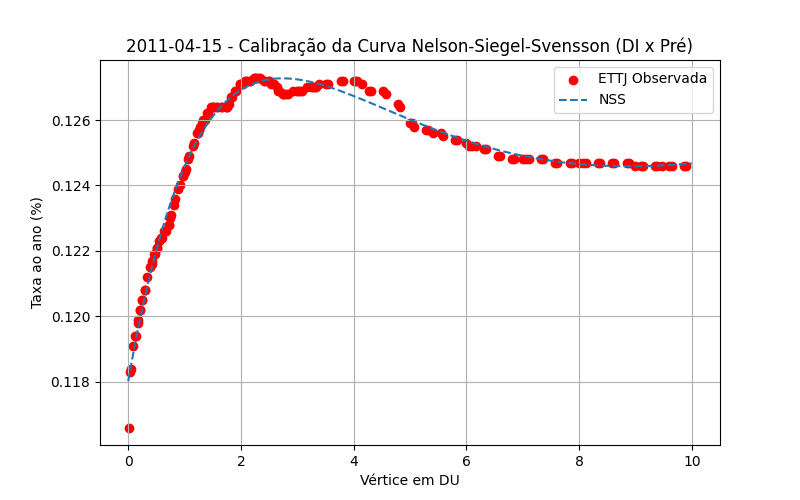 2011-04-15 - Calibração da Curva Nelson-Siegel-Svensson (DI x Pré)
ETTJ Observada
NSS
Taxa ao ano (%)
0.126
0.124
0.122
0.120
0.118
0 2 4 6 8 10
Vértice em DU